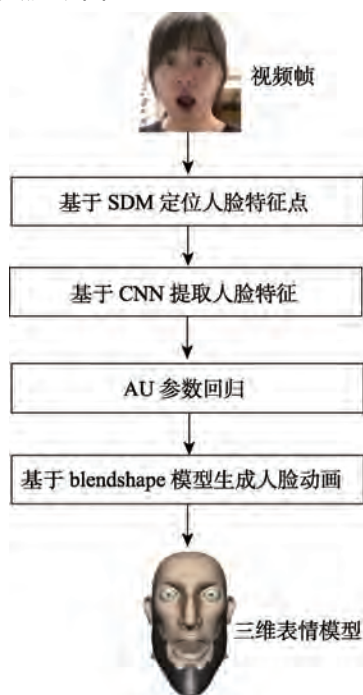 视频帧
基于 SDM 定位人脸特征点
基于 CNN 提取人脸特征
AU 参数回归
基于 blendshape 模型生成人脸动画
三维表情模型